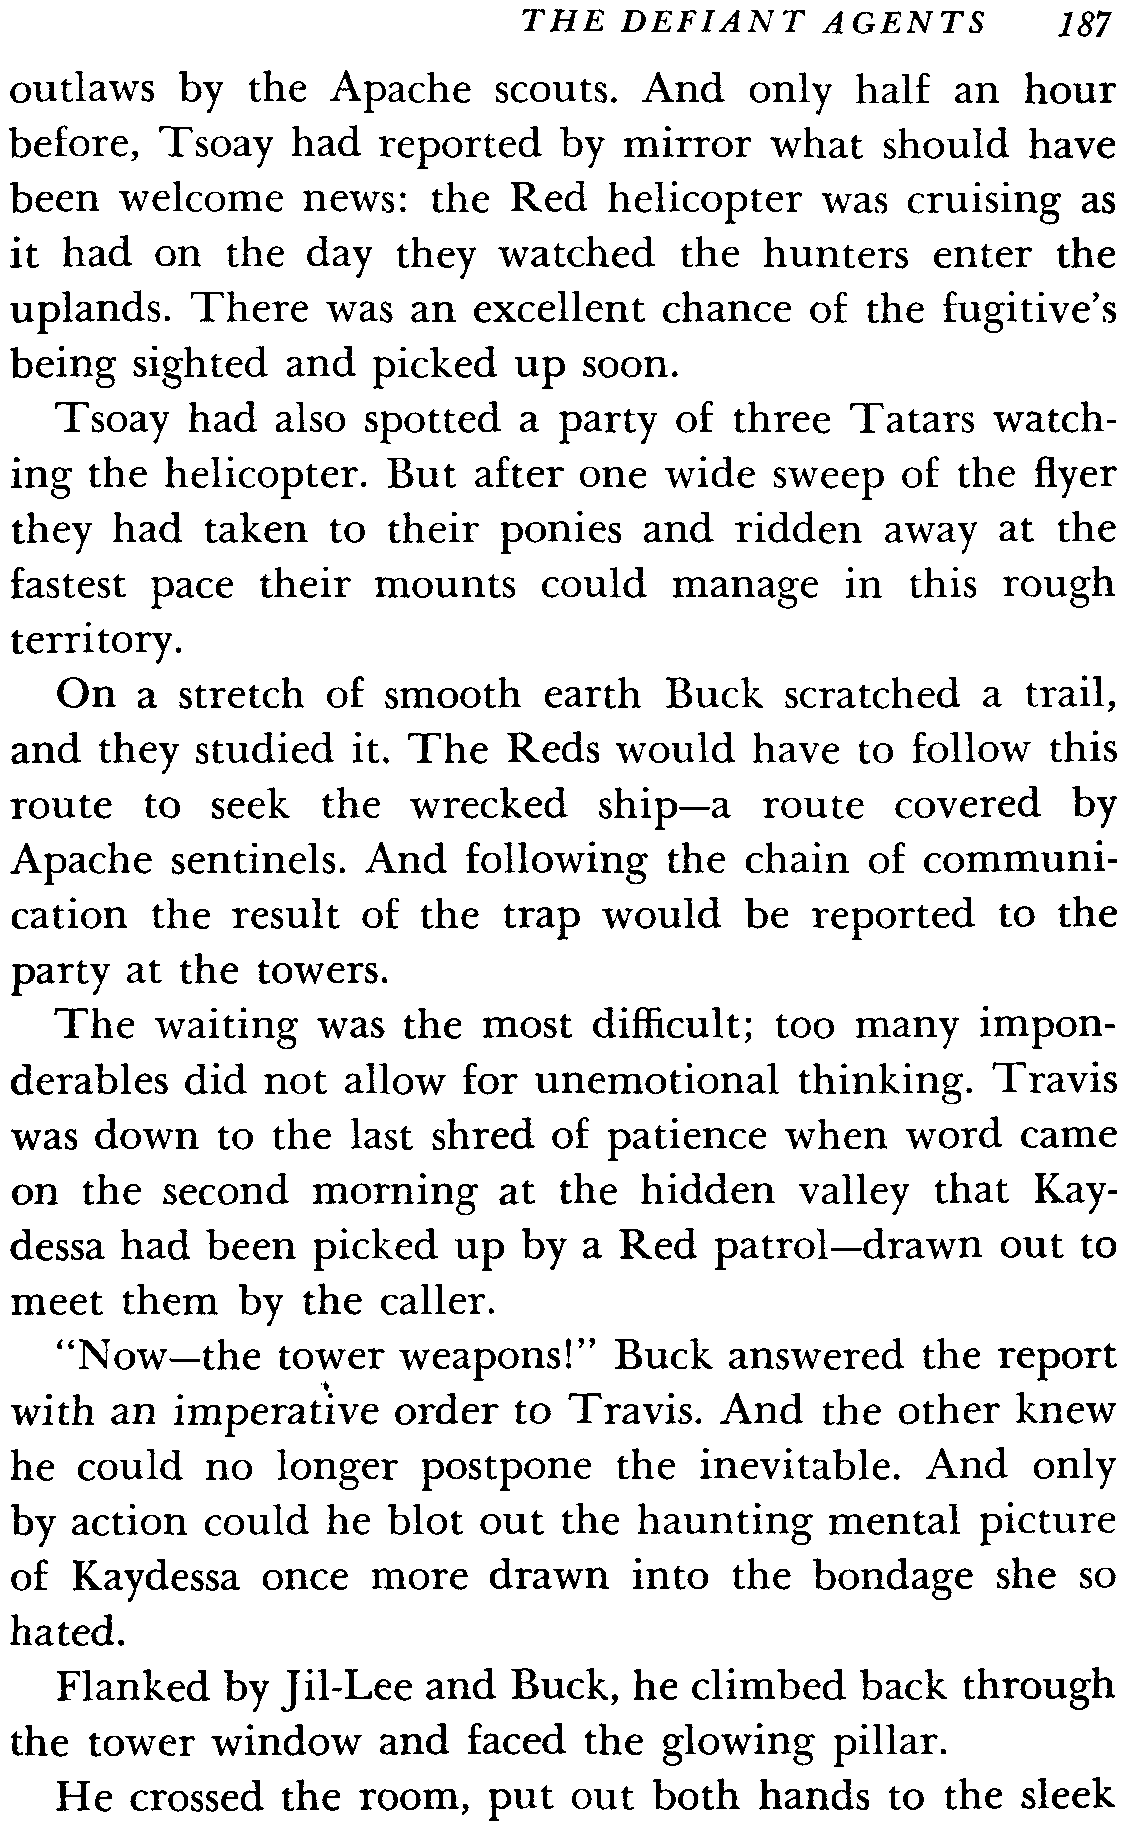 THE DEFIANT AGENTS 187
outlaws by the Apache scouts. And only half an hour
before, Tsoay had reported by mirror what should have
been welcome news: the Red helicopter was cruising as
it had on the day they watched the hunters enter the
uplands. There was an excellent chance of the fugitive's
being sighted and picked up soon.
Tsoay had also spotted a party of three Tatars watch-
ing the helicopter. But after one wide sweep of the flyer
they had taken to their ponies and ridden away at the
fastest pace their mounts could manage in this rough
territory.
On a stretch of smooth earth Buck scratched a trail,
and they studied it. The Reds would have to follow this
route to seek the wrecked ship—a route covered by
Apache sentinels. And following the chain of communi-
cation the result of the trap would be reported to the
party at the towers.
The waiting was the most difficult; too many impon-
derables did not allow for unemotional thinking. Travis
was down to the last shred of patience when word came
on the second morning at the hidden valley that Kay-
dessa had been picked up by a Red patrol—drawn out to
meet them by the caller.
"Now—the tower weapons!" Buck answered the report
with an imperative order to Travis. And the other knew
he could no longer postpone the inevitable. And only
by action could he blot out the haunting mental picture
of Kaydessa once more drawn into the bondage she so
hated.
Flanked by Jil-Lee and Buck, he climbed back through
the tower window and faced the glowing pillar.
He crossed the room, put out both hands to the sleek